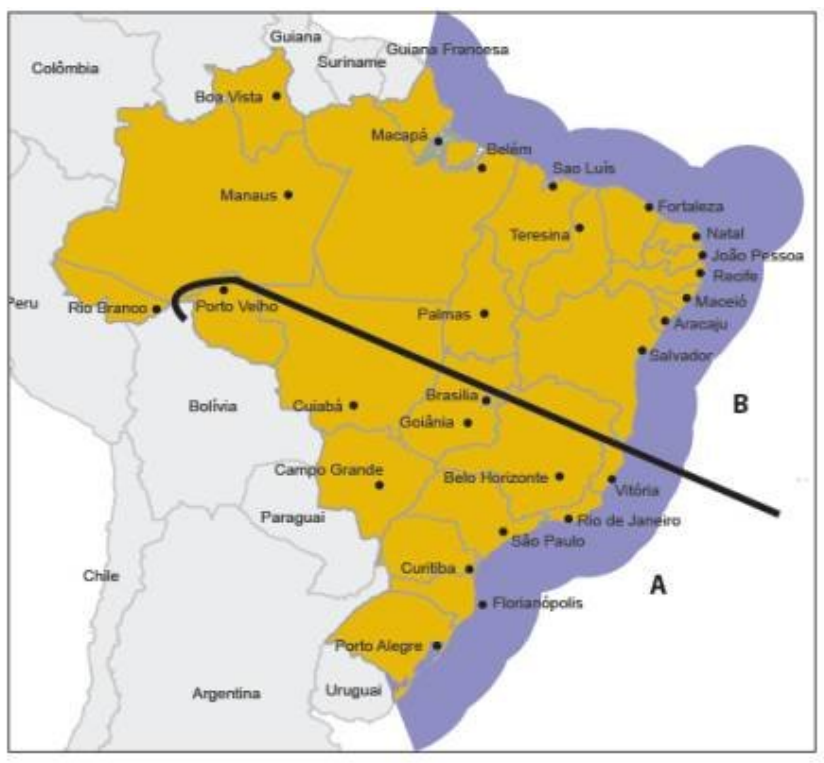 Guiana
Guiana Francesa
Suriname
Colômbia
Boa Vista
Macapá
Belém
Sao Luís
Manaus
Fortaleza
Teresina
Natal
João Pessoa
Recife
Peru
Rio Branco
Porto Velho
Palmas
Maceió
Aracaju
Salvador
Bolívia
Cuiabá
Brasilia
B
Goiânia
Campo Grande
Belo Horizonte
Vitória
Paraguai
Rio de Janeiro
São Paulo
Chile
Curitiba
A
Florianópolis
Porto Alegre
Argentina
Uruguai